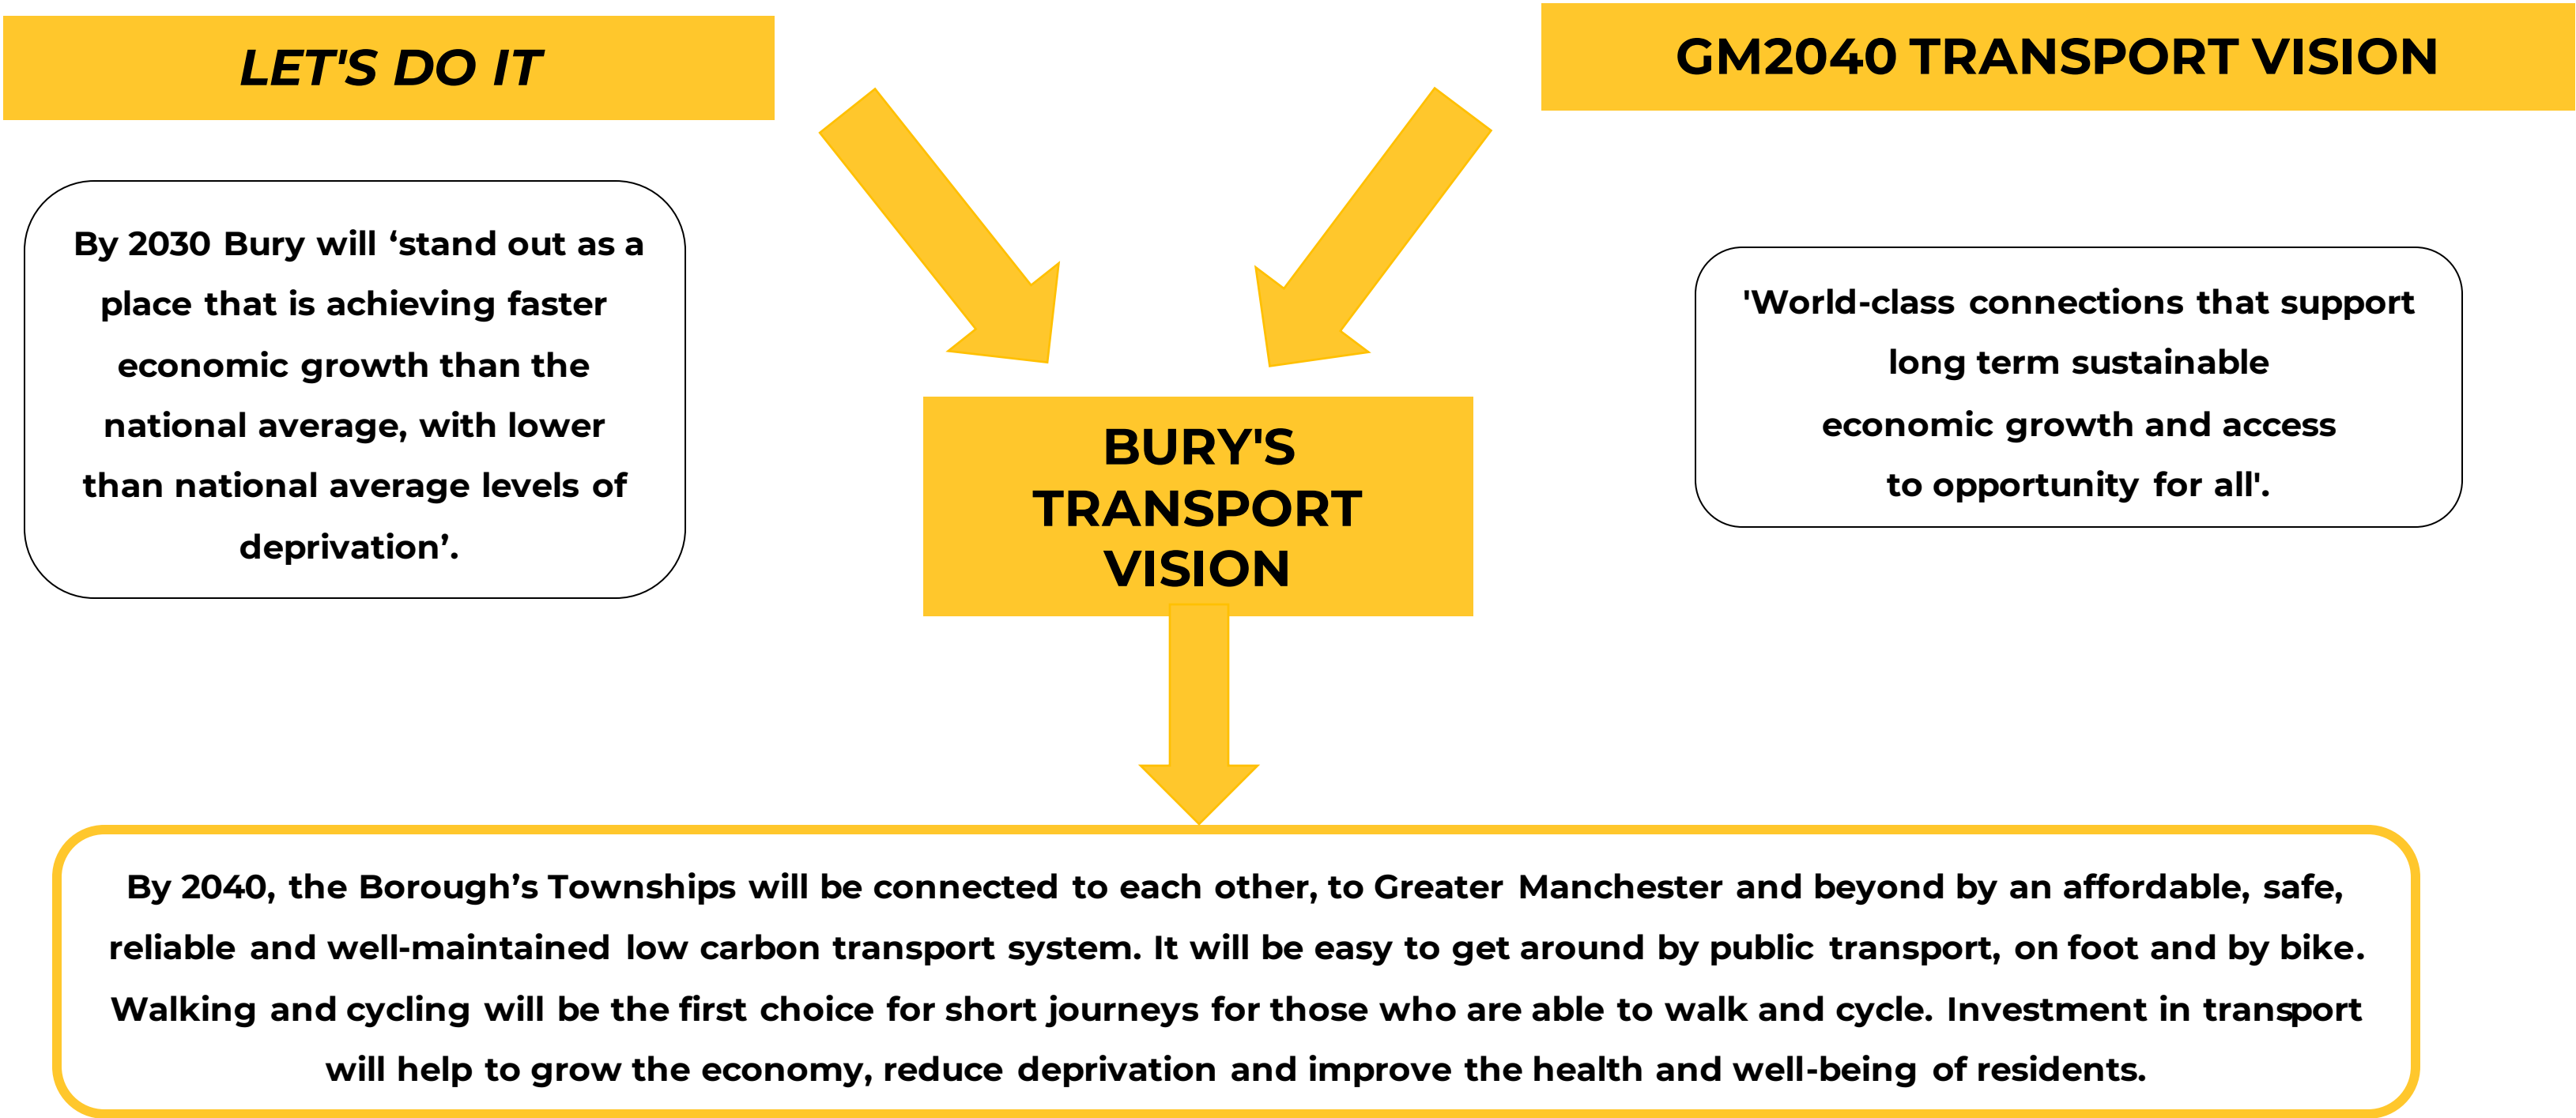 LET'S DO IT
By 2030 Bury will ‘stand out as a
place that is achieving faster
economic growth than the
national average, with lower
than national average levels of
deprivation’.
GM2040 TRANSPORT VISION
'World-class connections that support
long term sustainable
economic growth and access
to opportunity for all'.
BURY'S
TRANSPORT
VISION
By 2040, the Borough’s Townships will be connected to each other, to Greater Manchester and beyond by an affordable, safe,
reliable and well-maintained low carbon transport system. It will be easy to get around by public transport, on foot and by bike.
Walking and cycling will be the first choice for short journeys for those who are able to walk and cycle. Investment in transport
will help to grow the economy, reduce deprivation and improve the health and well-being of residents.